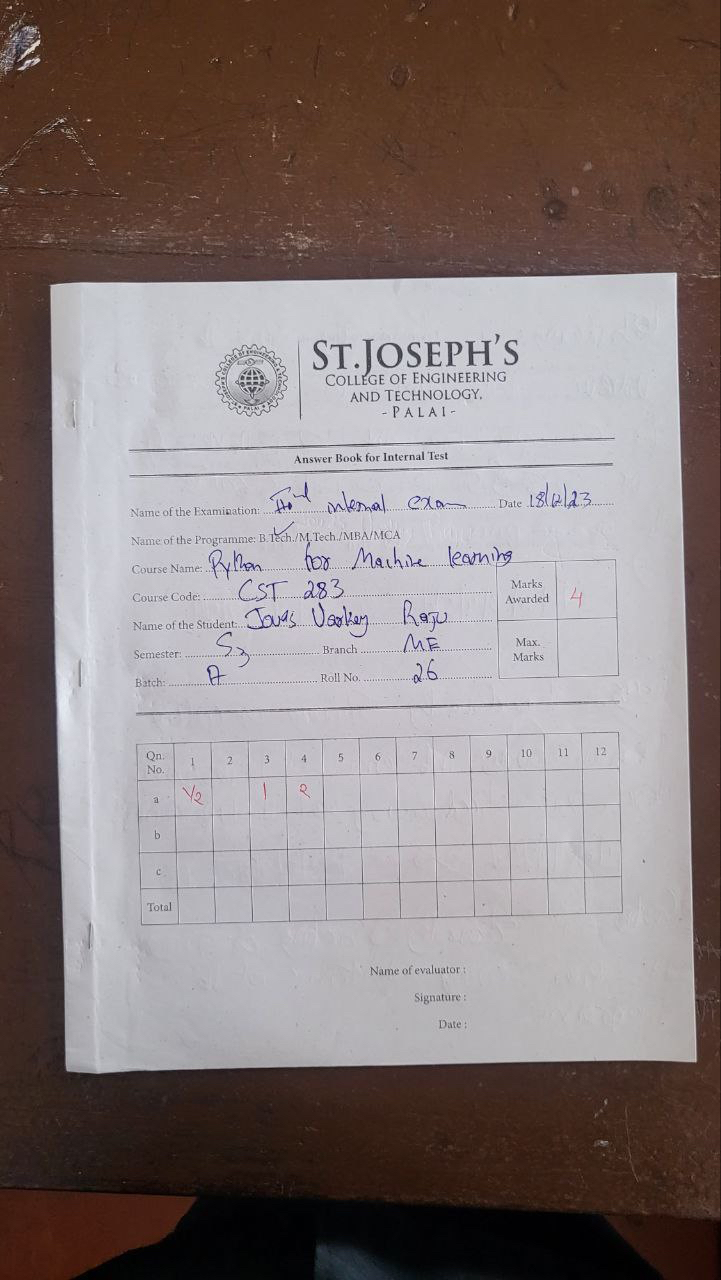 ST.JOSEPH'S
COLLEGE OF ENGINEERING
AND TECHNOLOGY,
- PALAI -
Answer Book for Internal Test
Name of the Examination: IInd internal exam Date 18/12/23
Name of the Programme: B.Tech./M.Tech./MBA/MCA
Course Name: Python for Machine learning
Course Code: CST 283
Marks Awarded 4
Name of the Student: Varkey Raju
Semester: S3 Branch ME
Max. Marks
Batch: A Roll No. 26
Qn. No. 1 2 3 4 5 6 7 8 9 10 11 12
a 1/2 1 2
b
c
Total
Name of evaluator :
Signature :
Date :